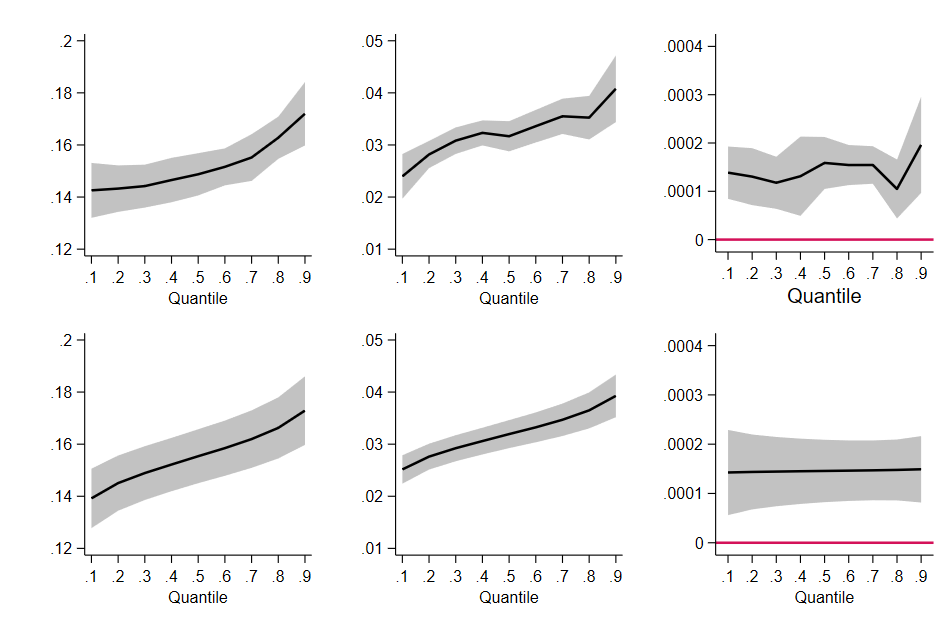 .2 .05 .0004
.18 .04 .0003
.16 .03 .0002
.14 .02 .0001
.12 .01 0
.1 .2 .3 .4 .5 .6 .7 .8 .9 .1 .2 .3 .4 .5 .6 .7 .8 .9 .1 .2 .3 .4 .5 .6 .7 .8 .9
Quantile Quantile Quantile
.2 .05 .0004
.18 .04 .0003
.16 .03 .0002
.14 .02 .0001
.12 .01 0
.1 .2 .3 .4 .5 .6 .7 .8 .9 .1 .2 .3 .4 .5 .6 .7 .8 .9 .1 .2 .3 .4 .5 .6 .7 .8 .9
Quantile Quantile Quantile